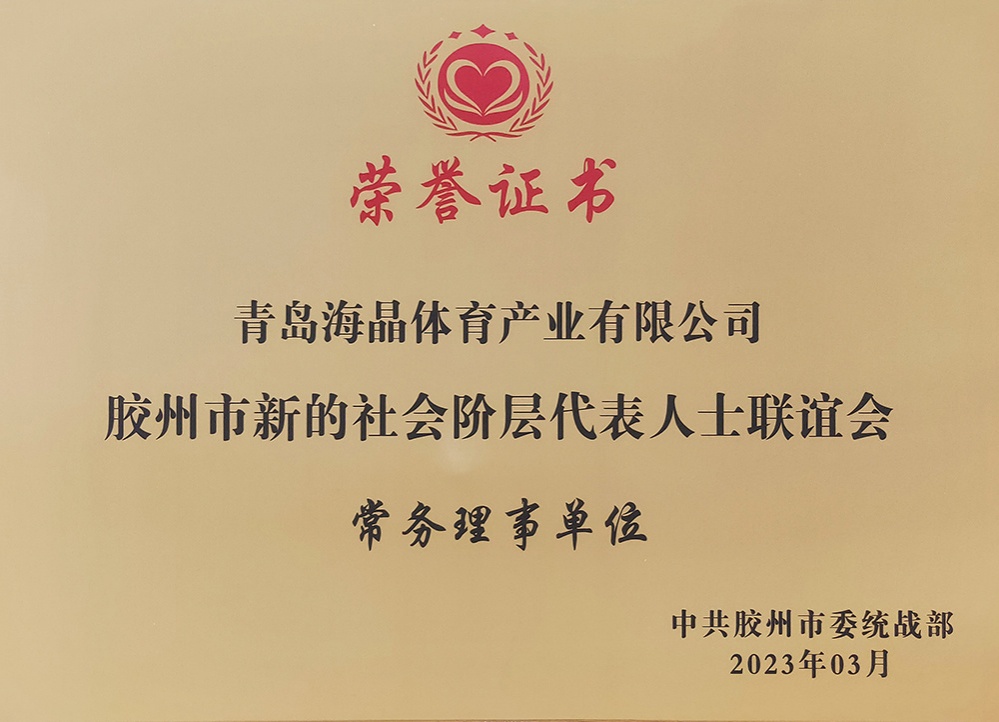 荣誉证书
青岛海晶体育产业有限公司
胶州市新的社会阶层代表人士联谊会
常务理事单位
中共胶州市委统战部
2023年03月